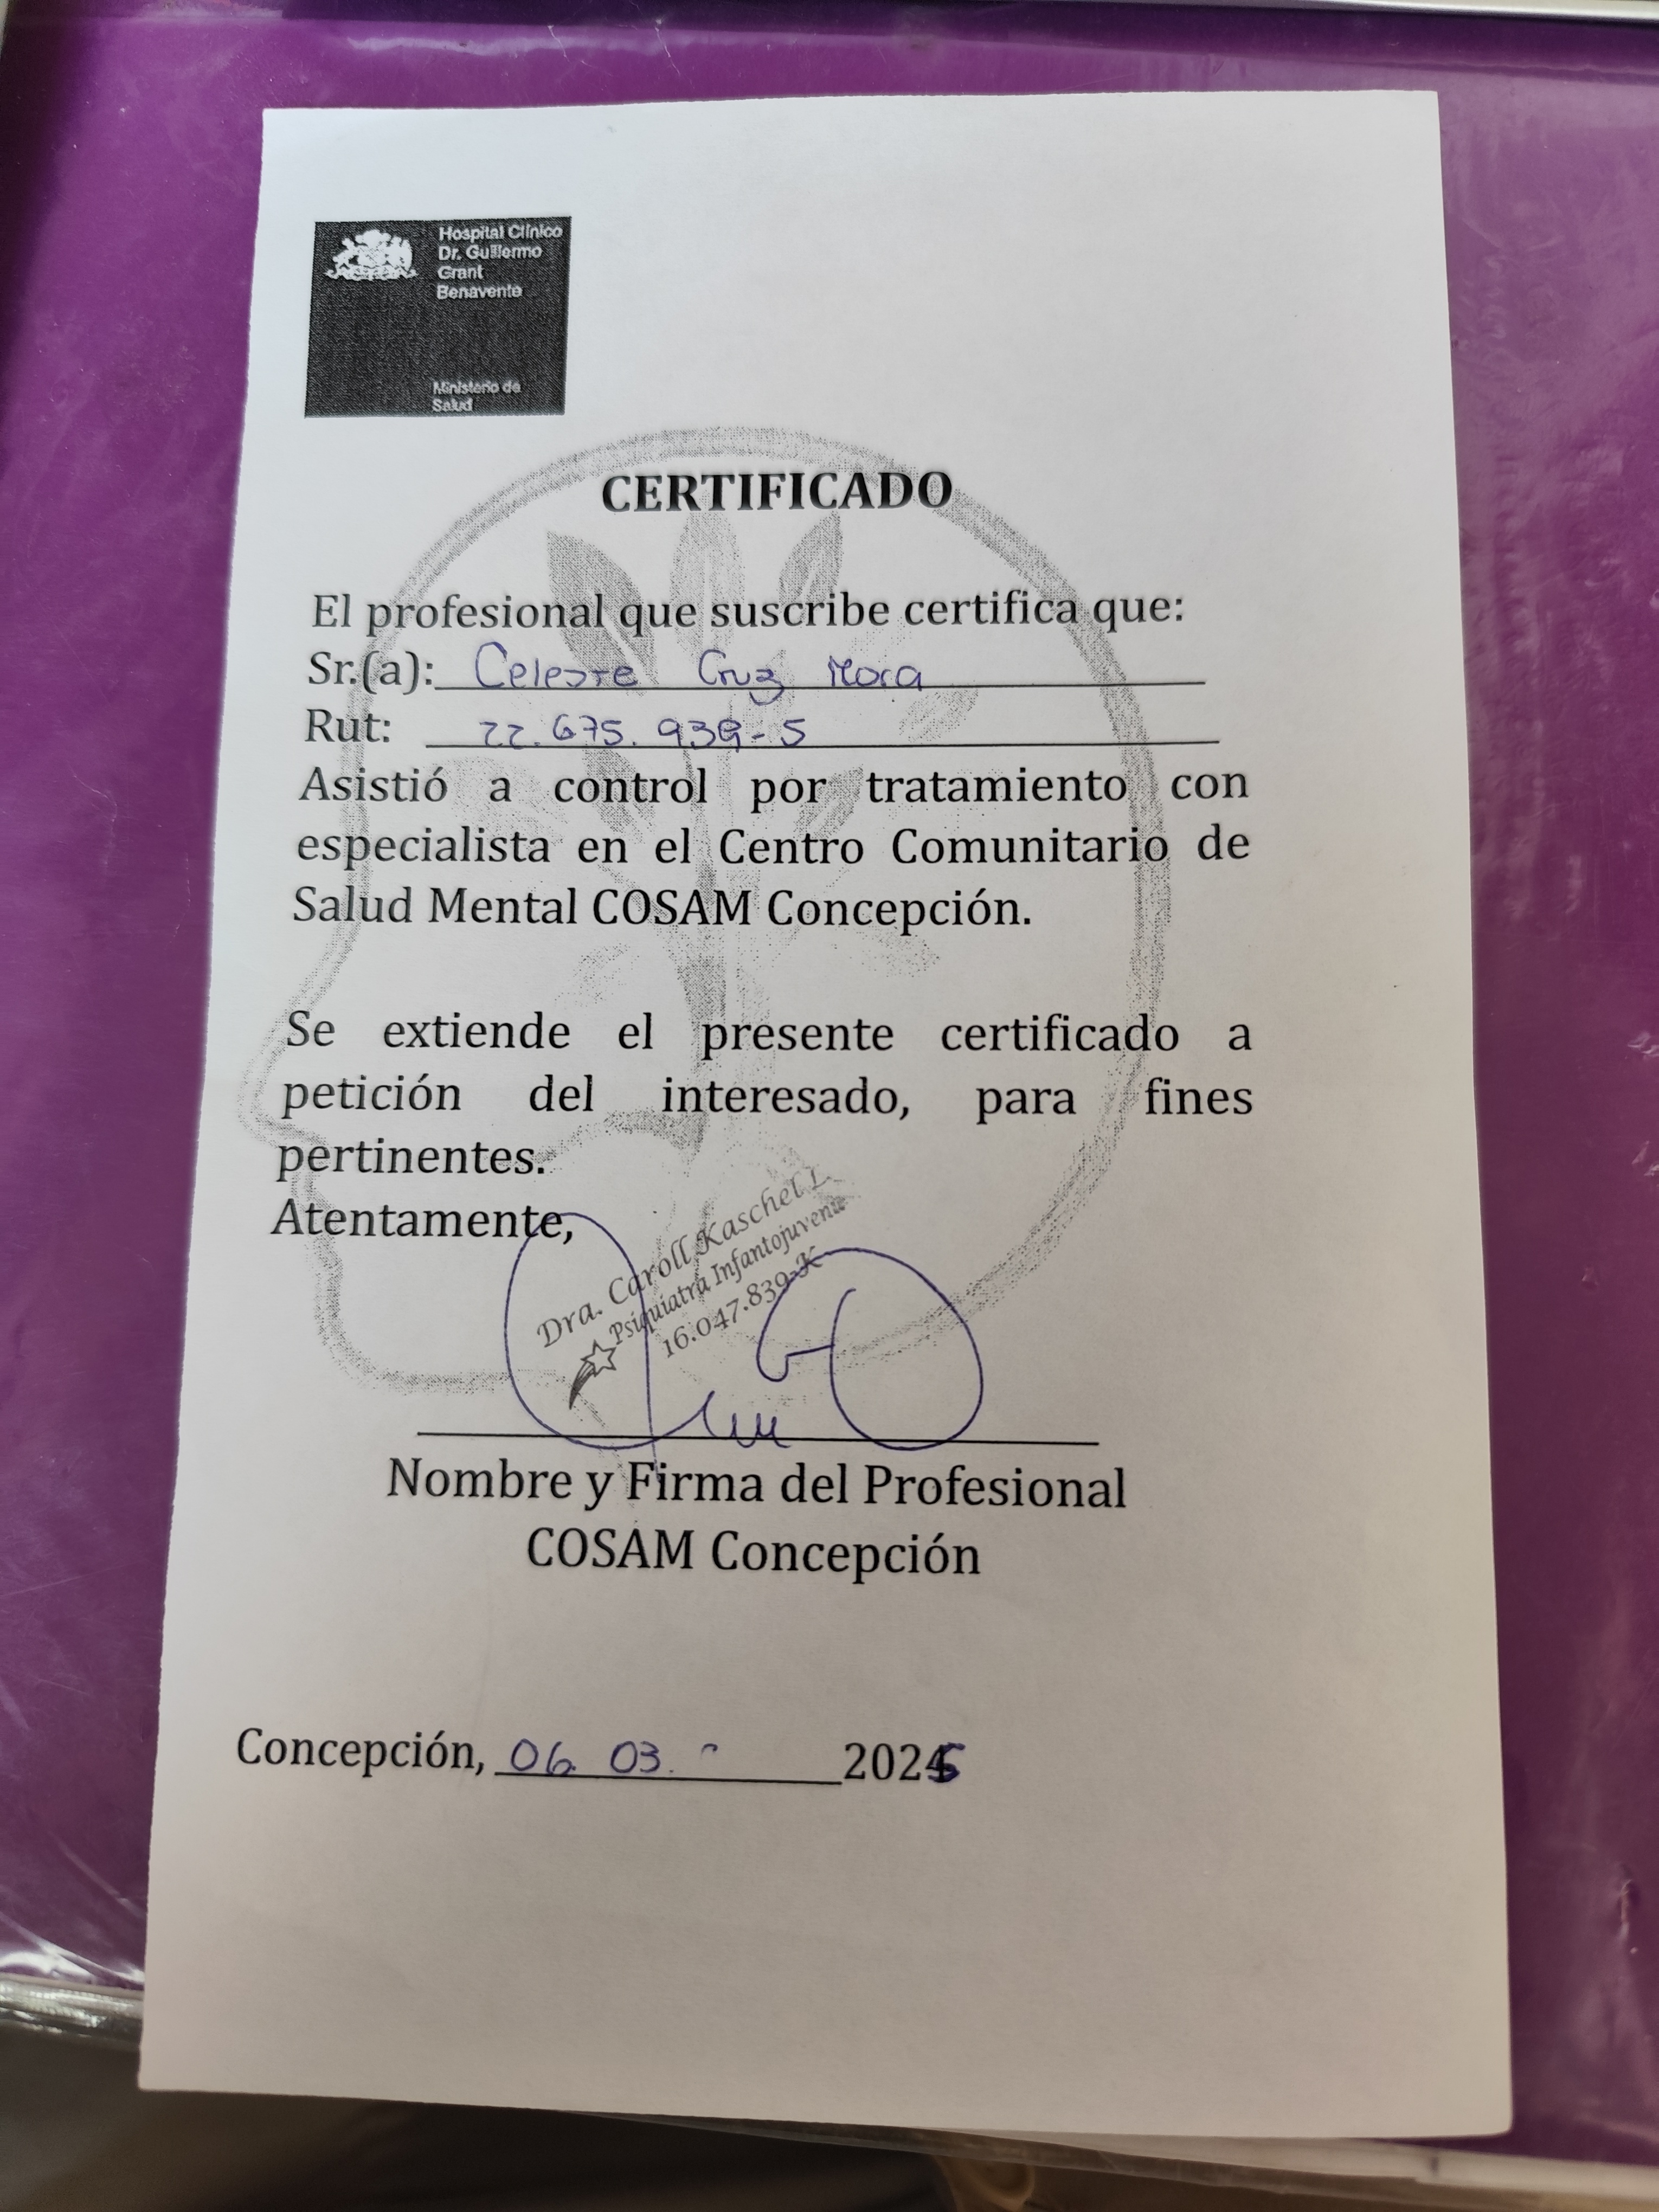 Hospital Clínico
Dr. Guillermo
Grant
Benavente
Ministerio de
Salud
CERTIFICADO
El profesional que suscribe certifica que:
Sr.(a): Celeste Cruz Mora
Rut: 22.675.939-5
Asistió a control por tratamiento con
especialista en el Centro Comunitario de
Salud Mental COSAM Concepción.
Se extiende el presente certificado a
petición del interesado, para fines
pertinentes.
Atentamente,
Dra. Caroll Kaschel L.
Psiquiatra Infantojuvenil
16.047.839-K
Nombre y Firma del Profesional
COSAM Concepción
Concepción, 06. 03. 2025